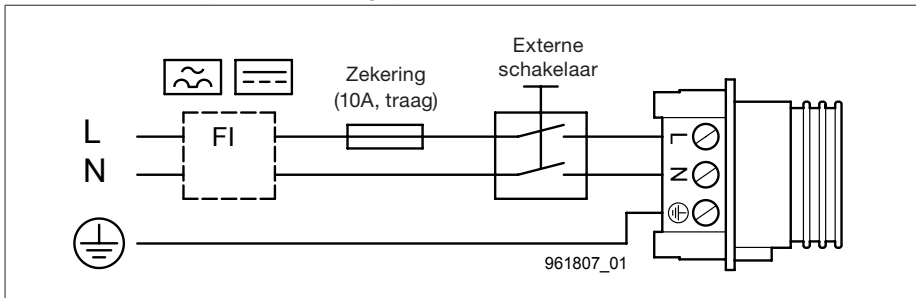 Externe
schakelaar
Zekering
(10A, traag)
L
FI
L
N
N
961807_01